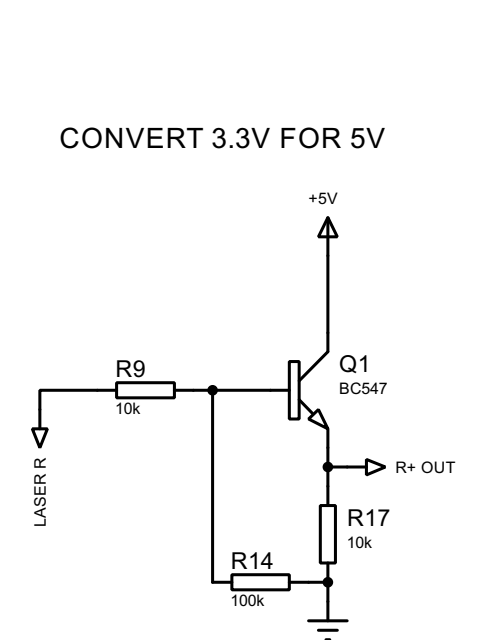 CONVERT 3.3V FOR 5V
+5V
R9
10k
Q1
BC547
LASER R
R+ OUT
R17
10k
R14
100k